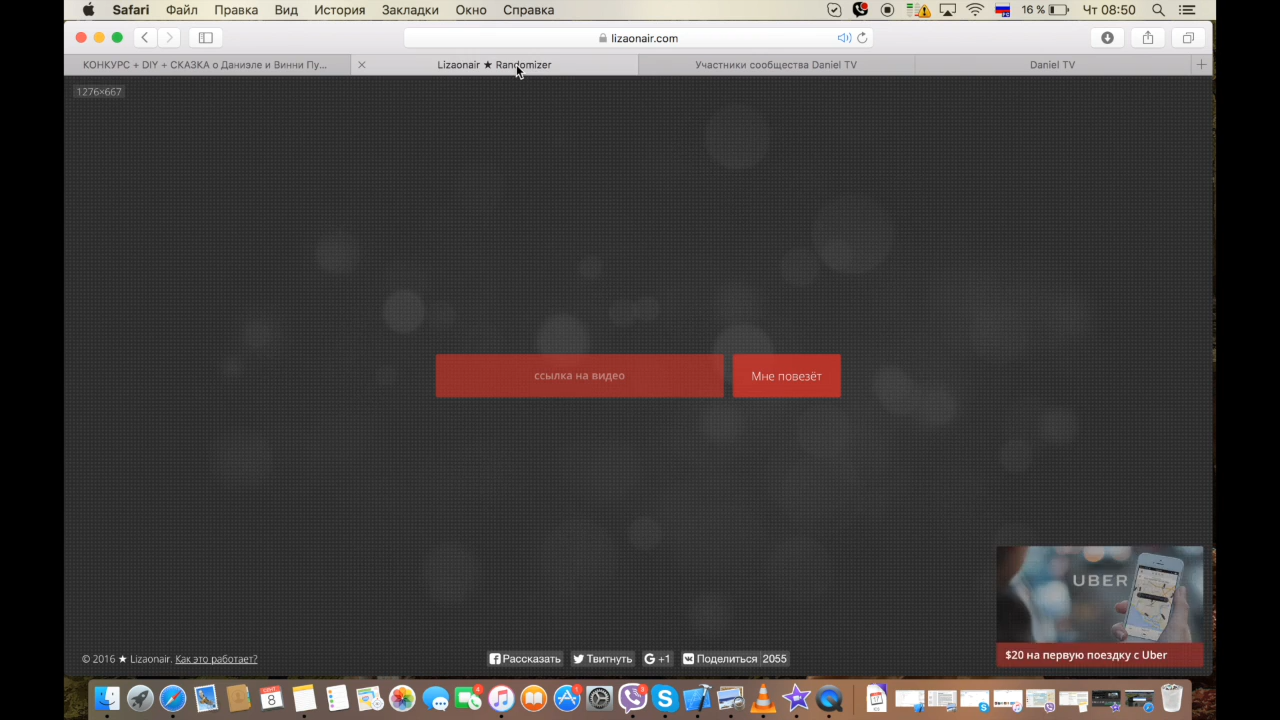 Safari Файл Правка Вид История Закладки Окно Справка 16 % Чт 08:50
lizaonair.com
КОНКУРС + DIY + СКАЗКА о Даниэле и Винни Пу... Lizaonair ★ Randomizer Участники сообщества Daniel TV Daniel TV
1276×667
ссылка на видео Мне повезёт
UBER
$20 на первую поездку с Uber
© 2016 ★ Lizaonair. Как это работает? Рассказать Твитнуть G +1 Поделиться 2055
СЕНТ
8